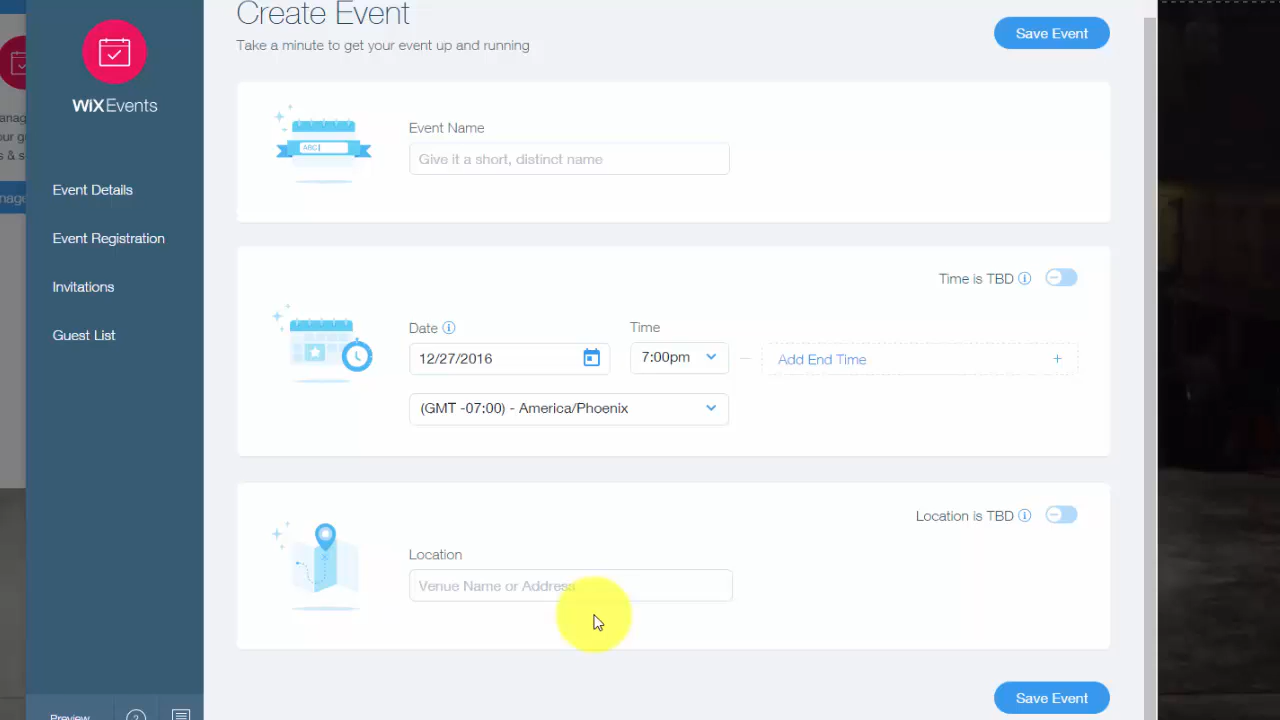 Create Event
Take a minute to get your event up and running
Save Event
WiX Events
Event Details
Event Registration
Invitations
Guest List
Preview
?
ABC
Event Name
Give it a short, distinct name
Time is TBD
Date
Time
12/27/2016
7:00pm
Add End Time +
(GMT -07:00) - America/Phoenix
Location is TBD
Location
Venue Name or Address
Save Event